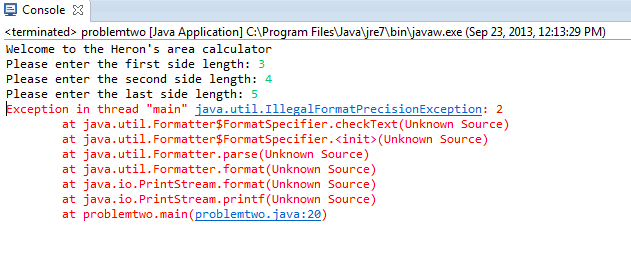 Console
<terminated> problemtwo [Java Application] C:\Program Files\Java\jre7\bin\javaw.exe (Sep 23, 2013, 12:13:29 PM)
Welcome to the Heron's area calculator
Please enter the first side length: 3
Please enter the second side length: 4
Please enter the last side length: 5
Exception in thread "main" java.util.IllegalFormatPrecisionException: 2
at java.util.Formatter$FormatSpecifier.checkText(Unknown Source)
at java.util.Formatter$FormatSpecifier.<init>(Unknown Source)
at java.util.Formatter.parse(Unknown Source)
at java.util.Formatter.format(Unknown Source)
at java.io.PrintStream.format(Unknown Source)
at java.io.PrintStream.printf(Unknown Source)
at problemtwo.main(problemtwo.java:20)